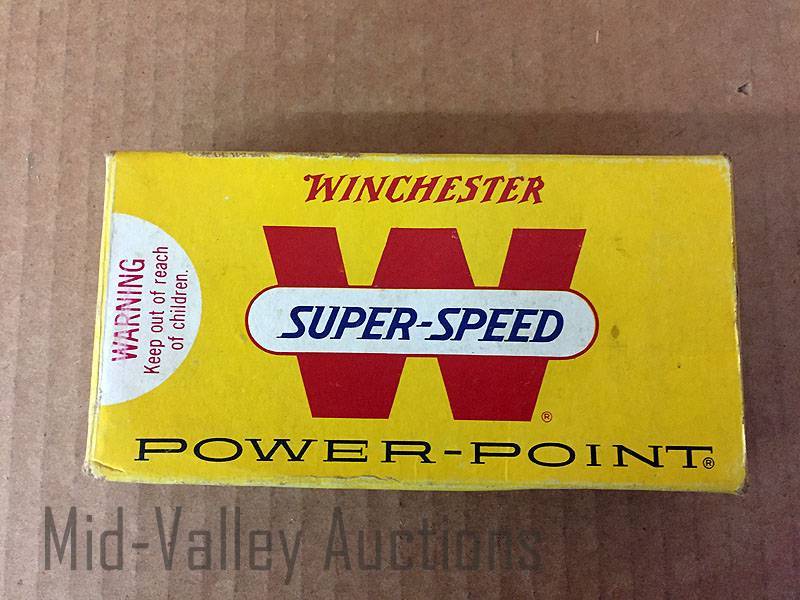 WINCHESTER
W
SUPER-SPEED
®
POWER-POINT®
WARNING
Keep out of reach
of children.
Mid-Valley Auctions